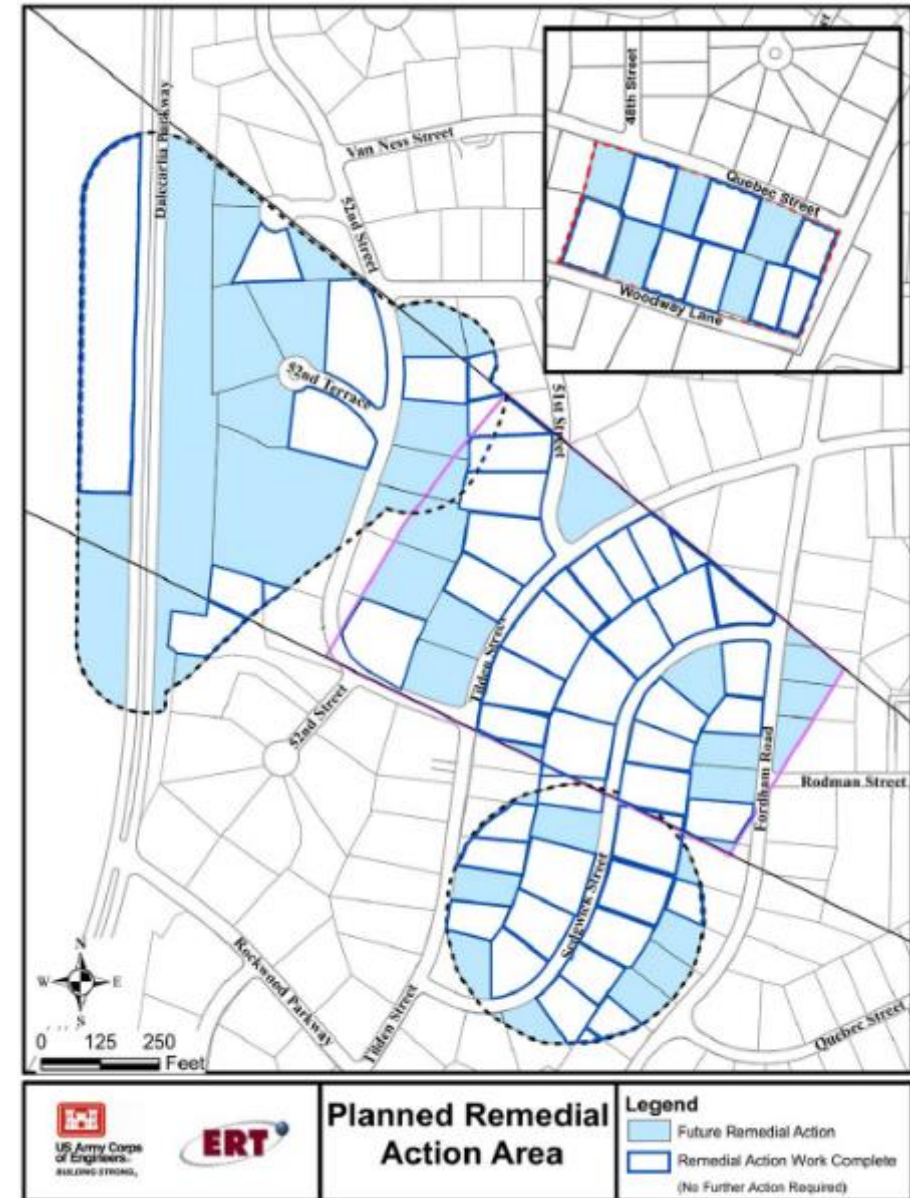 Dalecarlia Parkway
Van Ness Street
52nd Street
48th Street
Quebec Street
Woodway Lane
52nd Terrace
51st Street
Tilden Street
52nd Street
Fordham Road
Rodman Street
Sedgewick Street
Rockwood Parkway
Tilden Street
Quebec Street
N
W E
S
0 125 250
Feet
US Army Corps
of Engineers®
BUILDING STRONG®
ERT
Planned Remedial
Action Area
Legend
Future Remedial Action
Remedial Action Work Complete
(No Further Action Required)